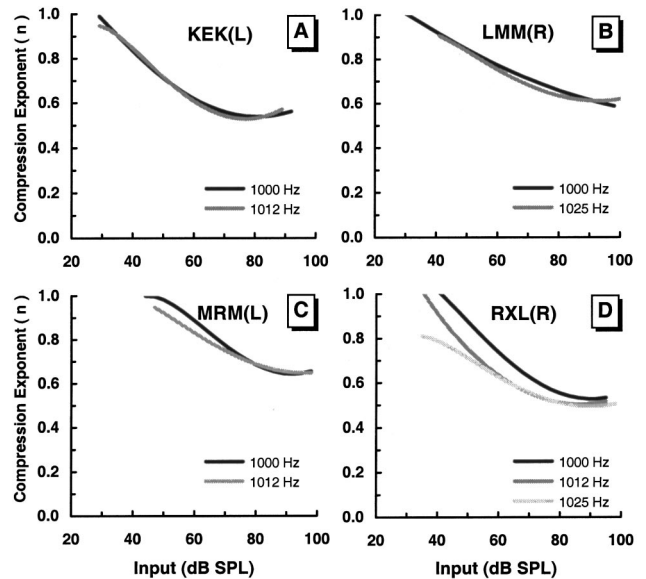 KEK(L)
A
Compression Exponent ( n )
1.0
0.8
0.6
0.4
0.2
0.0
1000 Hz
1012 Hz
20 40 60 80 100
LMM(R)
B
1.0
0.8
0.6
0.4
0.2
0.0
1000 Hz
1025 Hz
20 40 60 80 100
MRM(L)
C
Compression Exponent ( n )
1.0
0.8
0.6
0.4
0.2
0.0
1000 Hz
1012 Hz
20 40 60 80 100
Input (dB SPL)
RXL(R)
D
1.0
0.8
0.6
0.4
0.2
0.0
1000 Hz
1012 Hz
1025 Hz
20 40 60 80 100
Input (dB SPL)